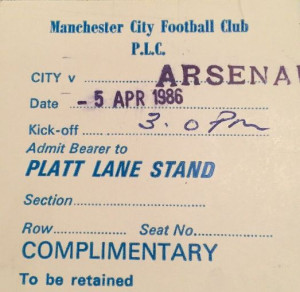 Manchester City Football Club
P.L.C.
CITY v ARSENA
Date - 5 APR 1986
Kick-off ..... 3.0 PM
Admit Bearer to
PLATT LANE STAND
Section
Row ........ Seat No.
COMPLIMENTARY
To be retained